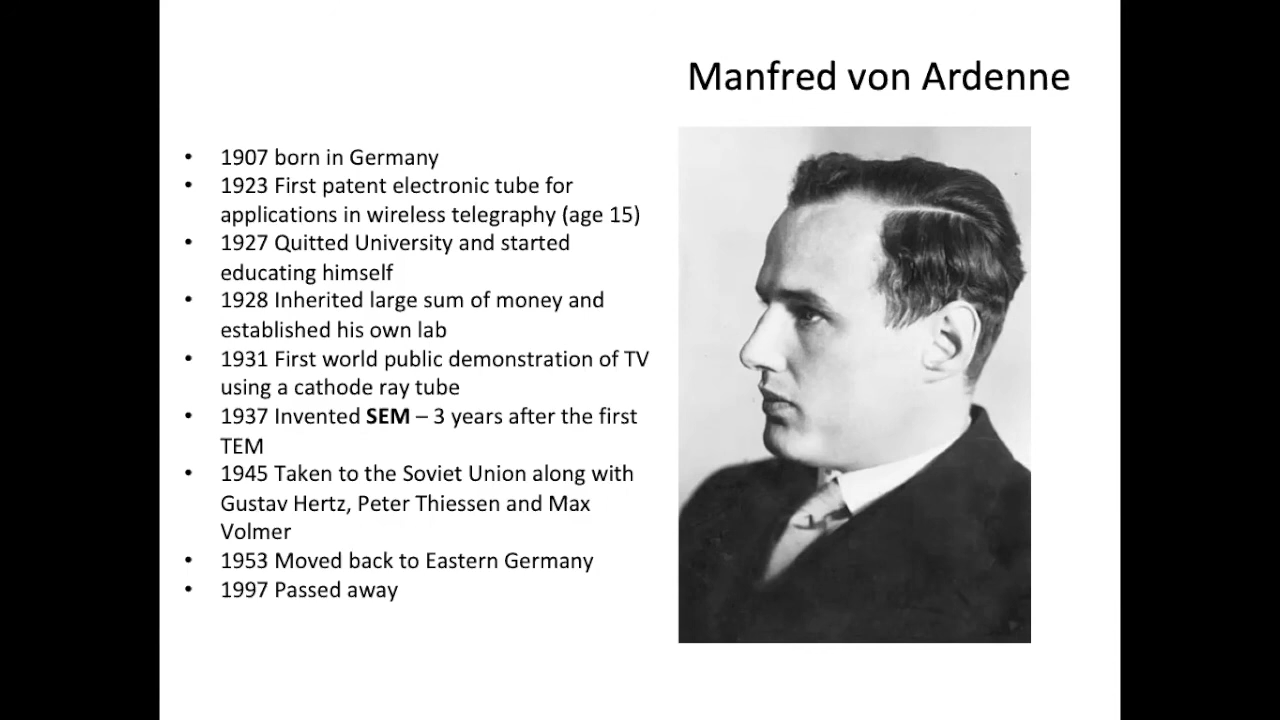 Manfred von Ardenne
• 1907 born in Germany
• 1923 First patent electronic tube for
applications in wireless telegraphy (age 15)
• 1927 Quitted University and started
educating himself
• 1928 Inherited large sum of money and
established his own lab
• 1931 First world public demonstration of TV
using a cathode ray tube
• 1937 Invented SEM – 3 years after the first
TEM
• 1945 Taken to the Soviet Union along with
Gustav Hertz, Peter Thiessen and Max
Volmer
• 1953 Moved back to Eastern Germany
• 1997 Passed away